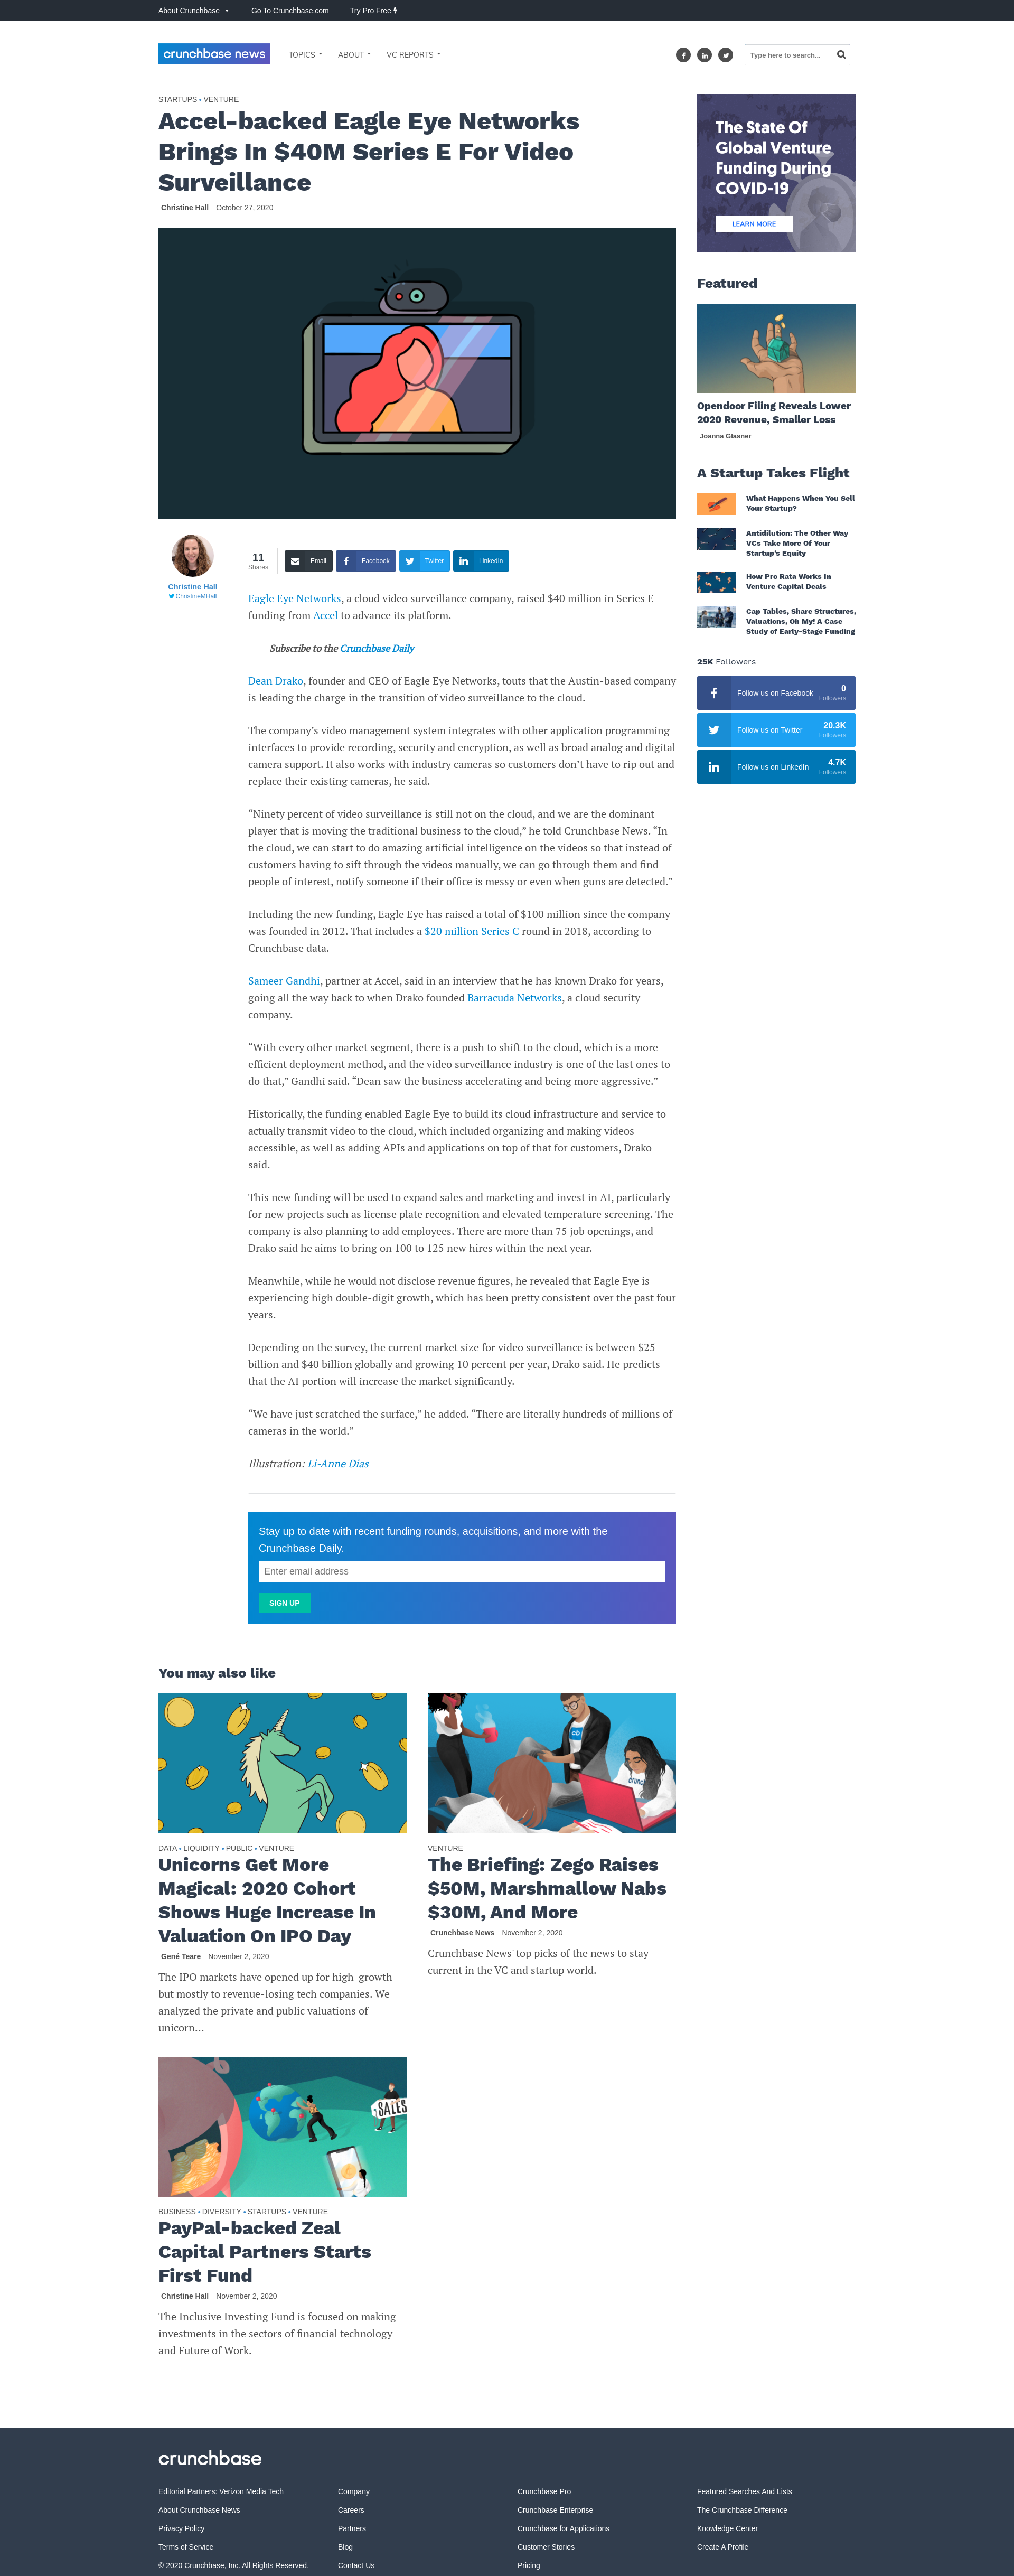 About Crunchbase
Go To Crunchbase.com
Try Pro Free
crunchbase news
TOPICS
ABOUT
VC REPORTS
Type here to search...
STARTUPS • VENTURE
Accel-backed Eagle Eye Networks
Brings In $40M Series E For Video
Surveillance
Christine Hall October 27, 2020
Christine Hall
ChristineMHall
11
Shares
Email
Facebook
Twitter
LinkedIn
Eagle Eye Networks, a cloud video surveillance company, raised $40 million in Series E
funding from Accel to advance its platform.
Subscribe to the Crunchbase Daily
Dean Drako, founder and CEO of Eagle Eye Networks, touts that the Austin-based company
is leading the charge in the transition of video surveillance to the cloud.
The company’s video management system integrates with other application programming
interfaces to provide recording, security and encryption, as well as broad analog and digital
camera support. It also works with industry cameras so customers don’t have to rip out and
replace their existing cameras, he said.
“Ninety percent of video surveillance is still not on the cloud, and we are the dominant
player that is moving the traditional business to the cloud,” he told Crunchbase News. “In
the cloud, we can start to do amazing artificial intelligence on the videos so that instead of
customers having to sift through the videos manually, we can go through them and find
people of interest, notify someone if their office is messy or even when guns are detected.”
Including the new funding, Eagle Eye has raised a total of $100 million since the company
was founded in 2012. That includes a $20 million Series C round in 2018, according to
Crunchbase data.
Sameer Gandhi, partner at Accel, said in an interview that he has known Drako for years,
going all the way back to when Drako founded Barracuda Networks, a cloud security
company.
“With every other market segment, there is a push to shift to the cloud, which is a more
efficient deployment method, and the video surveillance industry is one of the last ones to
do that,” Gandhi said. “Dean saw the business accelerating and being more aggressive.”
Historically, the funding enabled Eagle Eye to build its cloud infrastructure and service to
actually transmit video to the cloud, which included organizing and making videos
accessible, as well as adding APIs and applications on top of that for customers, Drako
said.
This new funding will be used to expand sales and marketing and invest in AI, particularly
for new projects such as license plate recognition and elevated temperature screening. The
company is also planning to add employees. There are more than 75 job openings, and
Drako said he aims to bring on 100 to 125 new hires within the next year.
Meanwhile, while he would not disclose revenue figures, he revealed that Eagle Eye is
experiencing high double-digit growth, which has been pretty consistent over the past four
years.
Depending on the survey, the current market size for video surveillance is between $25
billion and $40 billion globally and growing 10 percent per year, Drako said. He predicts
that the AI portion will increase the market significantly.
“We have just scratched the surface,” he added. “There are literally hundreds of millions of
cameras in the world.”
Illustration: Li-Anne Dias
Stay up to date with recent funding rounds, acquisitions, and more with the
Crunchbase Daily.
Enter email address
SIGN UP
The State Of
Global Venture
Funding During
COVID-19
LEARN MORE
Featured
Opendoor Filing Reveals Lower
2020 Revenue, Smaller Loss
Joanna Glasner
A Startup Takes Flight
What Happens When You Sell
Your Startup?
Antidilution: The Other Way
VCs Take More Of Your
Startup’s Equity
How Pro Rata Works In
Venture Capital Deals
Cap Tables, Share Structures,
Valuations, Oh My! A Case
Study of Early-Stage Funding
25K Followers
Follow us on Facebook
0
Followers
Follow us on Twitter
20.3K
Followers
Follow us on LinkedIn
4.7K
Followers
You may also like
DATA • LIQUIDITY • PUBLIC • VENTURE
Unicorns Get More
Magical: 2020 Cohort
Shows Huge Increase In
Valuation On IPO Day
Gené Teare November 2, 2020
The IPO markets have opened up for high-growth
but mostly to revenue-losing tech companies. We
analyzed the private and public valuations of
unicorn…
cb
crunc
VENTURE
The Briefing: Zego Raises
$50M, Marshmallow Nabs
$30M, And More
Crunchbase News November 2, 2020
Crunchbase News' top picks of the news to stay
current in the VC and startup world.
SALES
BUSINESS • DIVERSITY • STARTUPS • VENTURE
PayPal-backed Zeal
Capital Partners Starts
First Fund
Christine Hall November 2, 2020
The Inclusive Investing Fund is focused on making
investments in the sectors of financial technology
and Future of Work.
crunchbase
Editorial Partners: Verizon Media Tech
About Crunchbase News
Privacy Policy
Terms of Service
© 2020 Crunchbase, Inc. All Rights Reserved.
Company
Careers
Partners
Blog
Contact Us
Crunchbase Pro
Crunchbase Enterprise
Crunchbase for Applications
Customer Stories
Pricing
Featured Searches And Lists
The Crunchbase Difference
Knowledge Center
Create A Profile